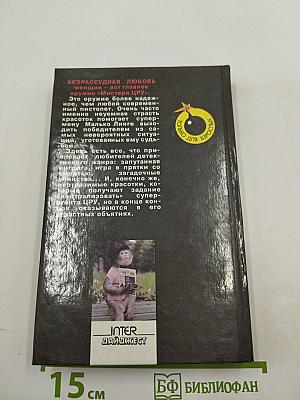 БЕЗРАССУДНАЯ ЛЮБОВЬ
женщин – вот главное
оружие «Мистера ЦРУ».
Это оружие более надеж-
ное, чем любой современ-
ный пистолет. Очень часто
именно неуемная страсть
красоток помогает супер-
мену Малько Линге выхо-
дить победителем из са-
мых невероятных ситуа-
ций, уготованных ему судь-
бой.
Здесь есть все, что при-
влекает любителей детек-
тивного жанра: запутанная
интрига, игра в прятки со
смертью, загадочные
убийства... И, конечно же,
неотразимые красотки, ко-
торые получают задание
«нейтрализовать» супер-
агента ЦРУ, но в конце кон-
цов оказываются в его
страстных объятиях.
INTER
ДАЙДЖЕСТ
15 см
БФ БИБЛИОФАН